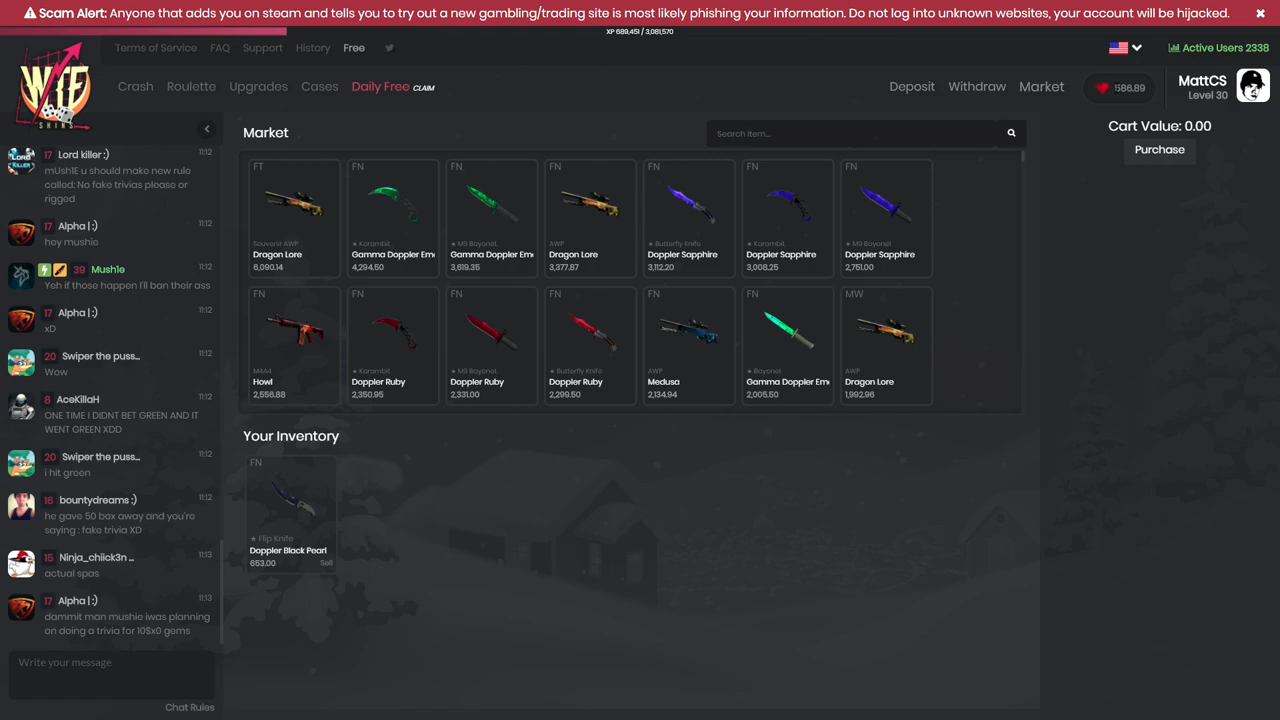 Scam Alert: Anyone that adds you on steam and tells you to try out a new gambling/trading site is most likely phishing your information. Do not log into unknown websites, your account will be hijacked.
XP 689,451 / 3,081,570
Terms of Service FAQ Support History Free
Active Users 2338
WTF
SKINS
Crash Roulette Upgrades Cases Daily Free CLAIM
Deposit Withdraw Market
586.89
MattCS
Level 30
17 Lord killer :) 11:12
mUsh1E u should make new rule
called: No fake trivias please or
rigged
17 Alpha | :) 11:12
hey mushie
39 Mush1e 11:12
Yeh if those happen I'll ban their ass
17 Alpha | :) 11:12
xD
20 Swiper the puss... 11:12
Wow
8 AceKillaH 11:12
ONE TIME I DIDNT BET GREEN AND IT
WENT GREEN XDD
20 Swiper the puss... 11:12
i hit green
16 bountydreams :) 11:12
he gave 50 box away and you're
saying : fake trivia XD
15 Ninja_chiick3n ... 11:13
actual spas
17 Alpha | :) 11:13
dammit man mushie iwas planning
on doing a trivia for 10$x0 gems
Write your message
Chat Rules
Market
Search item...
FT
Souvenir AWP
Dragon Lore
6,090.14
FN
★ Karambit
Gamma Doppler Em
4,294.50
FN
★ M9 Bayonet
Gamma Doppler Em
3,619.35
FN
AWP
Dragon Lore
3,377.87
FN
★ Butterfly Knife
Doppler Sapphire
3,112.20
FN
★ Karambit
Doppler Sapphire
3,008.25
FN
★ M9 Bayonet
Doppler Sapphire
2,751.00
FN
M4A4
Howl
2,556.88
FN
★ Karambit
Doppler Ruby
2,350.95
FN
★ M9 Bayonet
Doppler Ruby
2,331.00
FN
★ Butterfly Knife
Doppler Ruby
2,299.50
FN
AWP
Medusa
2,134.94
FN
★ Bayonet
Gamma Doppler Em
2,005.50
MW
AWP
Dragon Lore
1,992.96
Your Inventory
FN
★ Flip Knife
Doppler Black Pearl
653.00 Sell
Cart Value: 0.00
Purchase